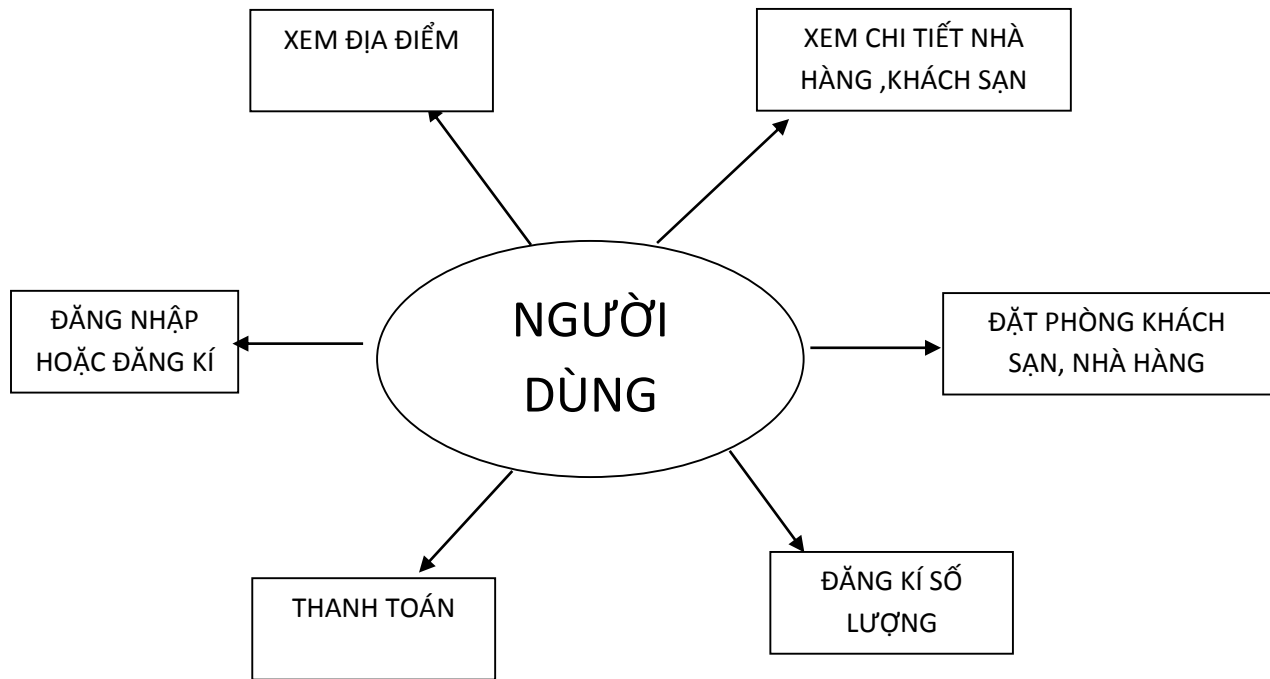 XEM ĐỊA ĐIỂM
XEM CHI TIẾT NHÀ
HÀNG ,KHÁCH SẠN
NGƯỜI
DÙNG
ĐĂNG NHẬP
HOẶC ĐĂNG KÍ
ĐẶT PHÒNG KHÁCH
SẠN, NHÀ HÀNG
THANH TOÁN
ĐĂNG KÍ SỐ
LƯỢNG